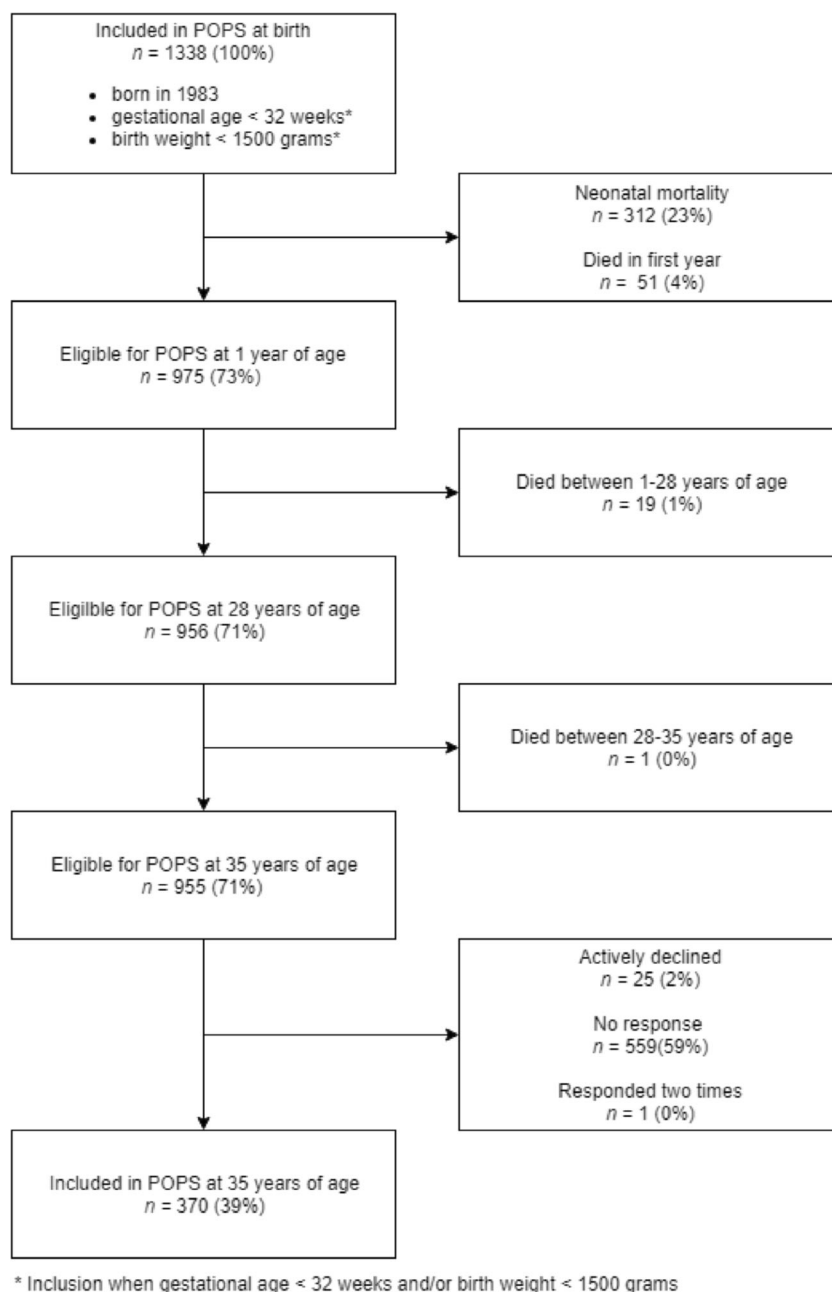 Included in POPS at birth
n = 1338 (100%)
• born in 1983
• gestational age < 32 weeks*
• birth weight < 1500 grams*
Neonatal mortality
n = 312 (23%)
Died in first year
n = 51 (4%)
Eligible for POPS at 1 year of age
n = 975 (73%)
Died between 1-28 years of age
n = 19 (1%)
Eligilble for POPS at 28 years of age
n = 956 (71%)
Died between 28-35 years of age
n = 1 (0%)
Eligible for POPS at 35 years of age
n = 955 (71%)
Actively declined
n = 25 (2%)
No response
n = 559(59%)
Responded two times
n = 1 (0%)
Included in POPS at 35 years of age
n = 370 (39%)
* Inclusion when gestational age < 32 weeks and/or birth weight < 1500 grams